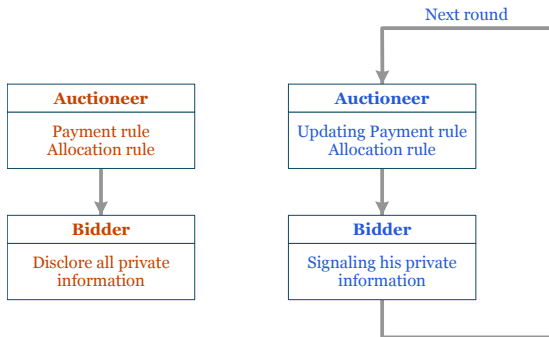 Next round
Auctioneer
Payment rule
Allocation rule
Bidder
Disclore all private
information
Auctioneer
Updating Payment rule
Allocation rule
Bidder
Signaling his private
information